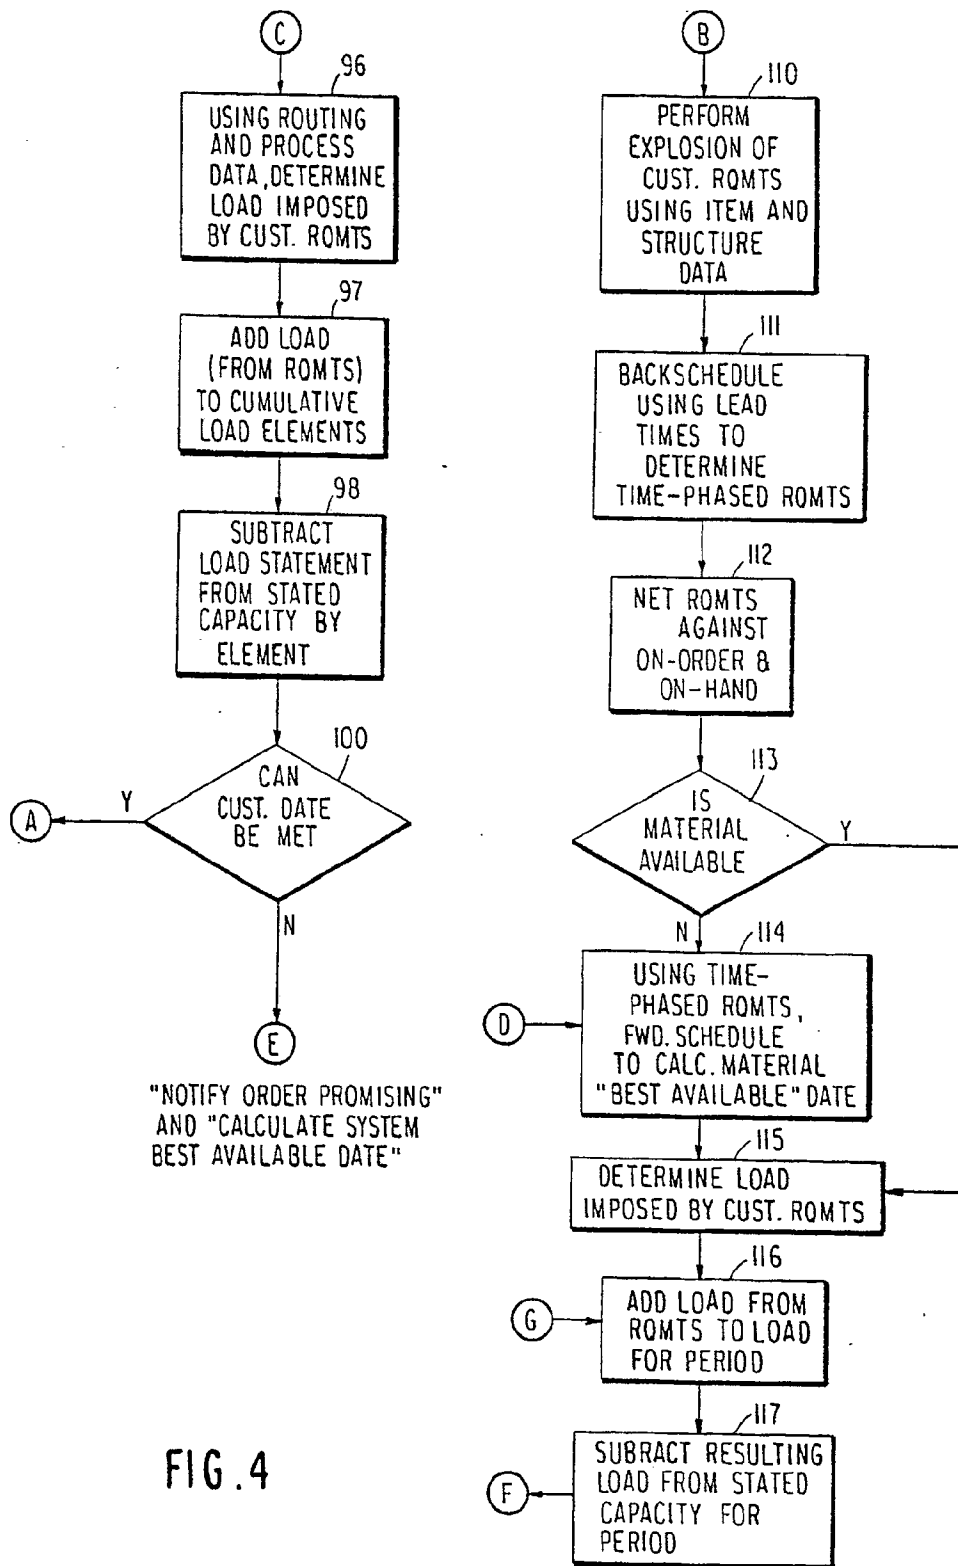 C
96
USING ROUTING
AND PROCESS
DATA, DETERMINE
LOAD IMPOSED
BY CUST. RQMTS
97
ADD LOAD
(FROM RQMTS)
TO CUMULATIVE
LOAD ELEMENTS
98
SUBTRACT
LOAD STATEMENT
FROM STATED
CAPACITY BY
ELEMENT
100
CAN
CUST. DATE
BE MET
Y
A
N
E
"NOTIFY ORDER PROMISING"
AND "CALCULATE SYSTEM
BEST AVAILABLE DATE"
B
110
PERFORM
EXPLOSION OF
CUST. RQMTS
USING ITEM AND
STRUCTURE
DATA
111
BACKSCHEDULE
USING LEAD
TIMES TO
DETERMINE
TIME-PHASED RQMTS
112
NET RQMTS
AGAINST
ON-ORDER &
ON-HAND
113
IS
MATERIAL
AVAILABLE
Y
N
114
USING TIME-
PHASED RQMTS,
FWD. SCHEDULE
TO CALC. MATERIAL
"BEST AVAILABLE" DATE
D
115
DETERMINE LOAD
IMPOSED BY CUST. RQMTS
116
ADD LOAD FROM
RQMTS TO LOAD
FOR PERIOD
G
117
SUBRACT RESULTING
LOAD FROM STATED
CAPACITY FOR
PERIOD
F
FIG.4